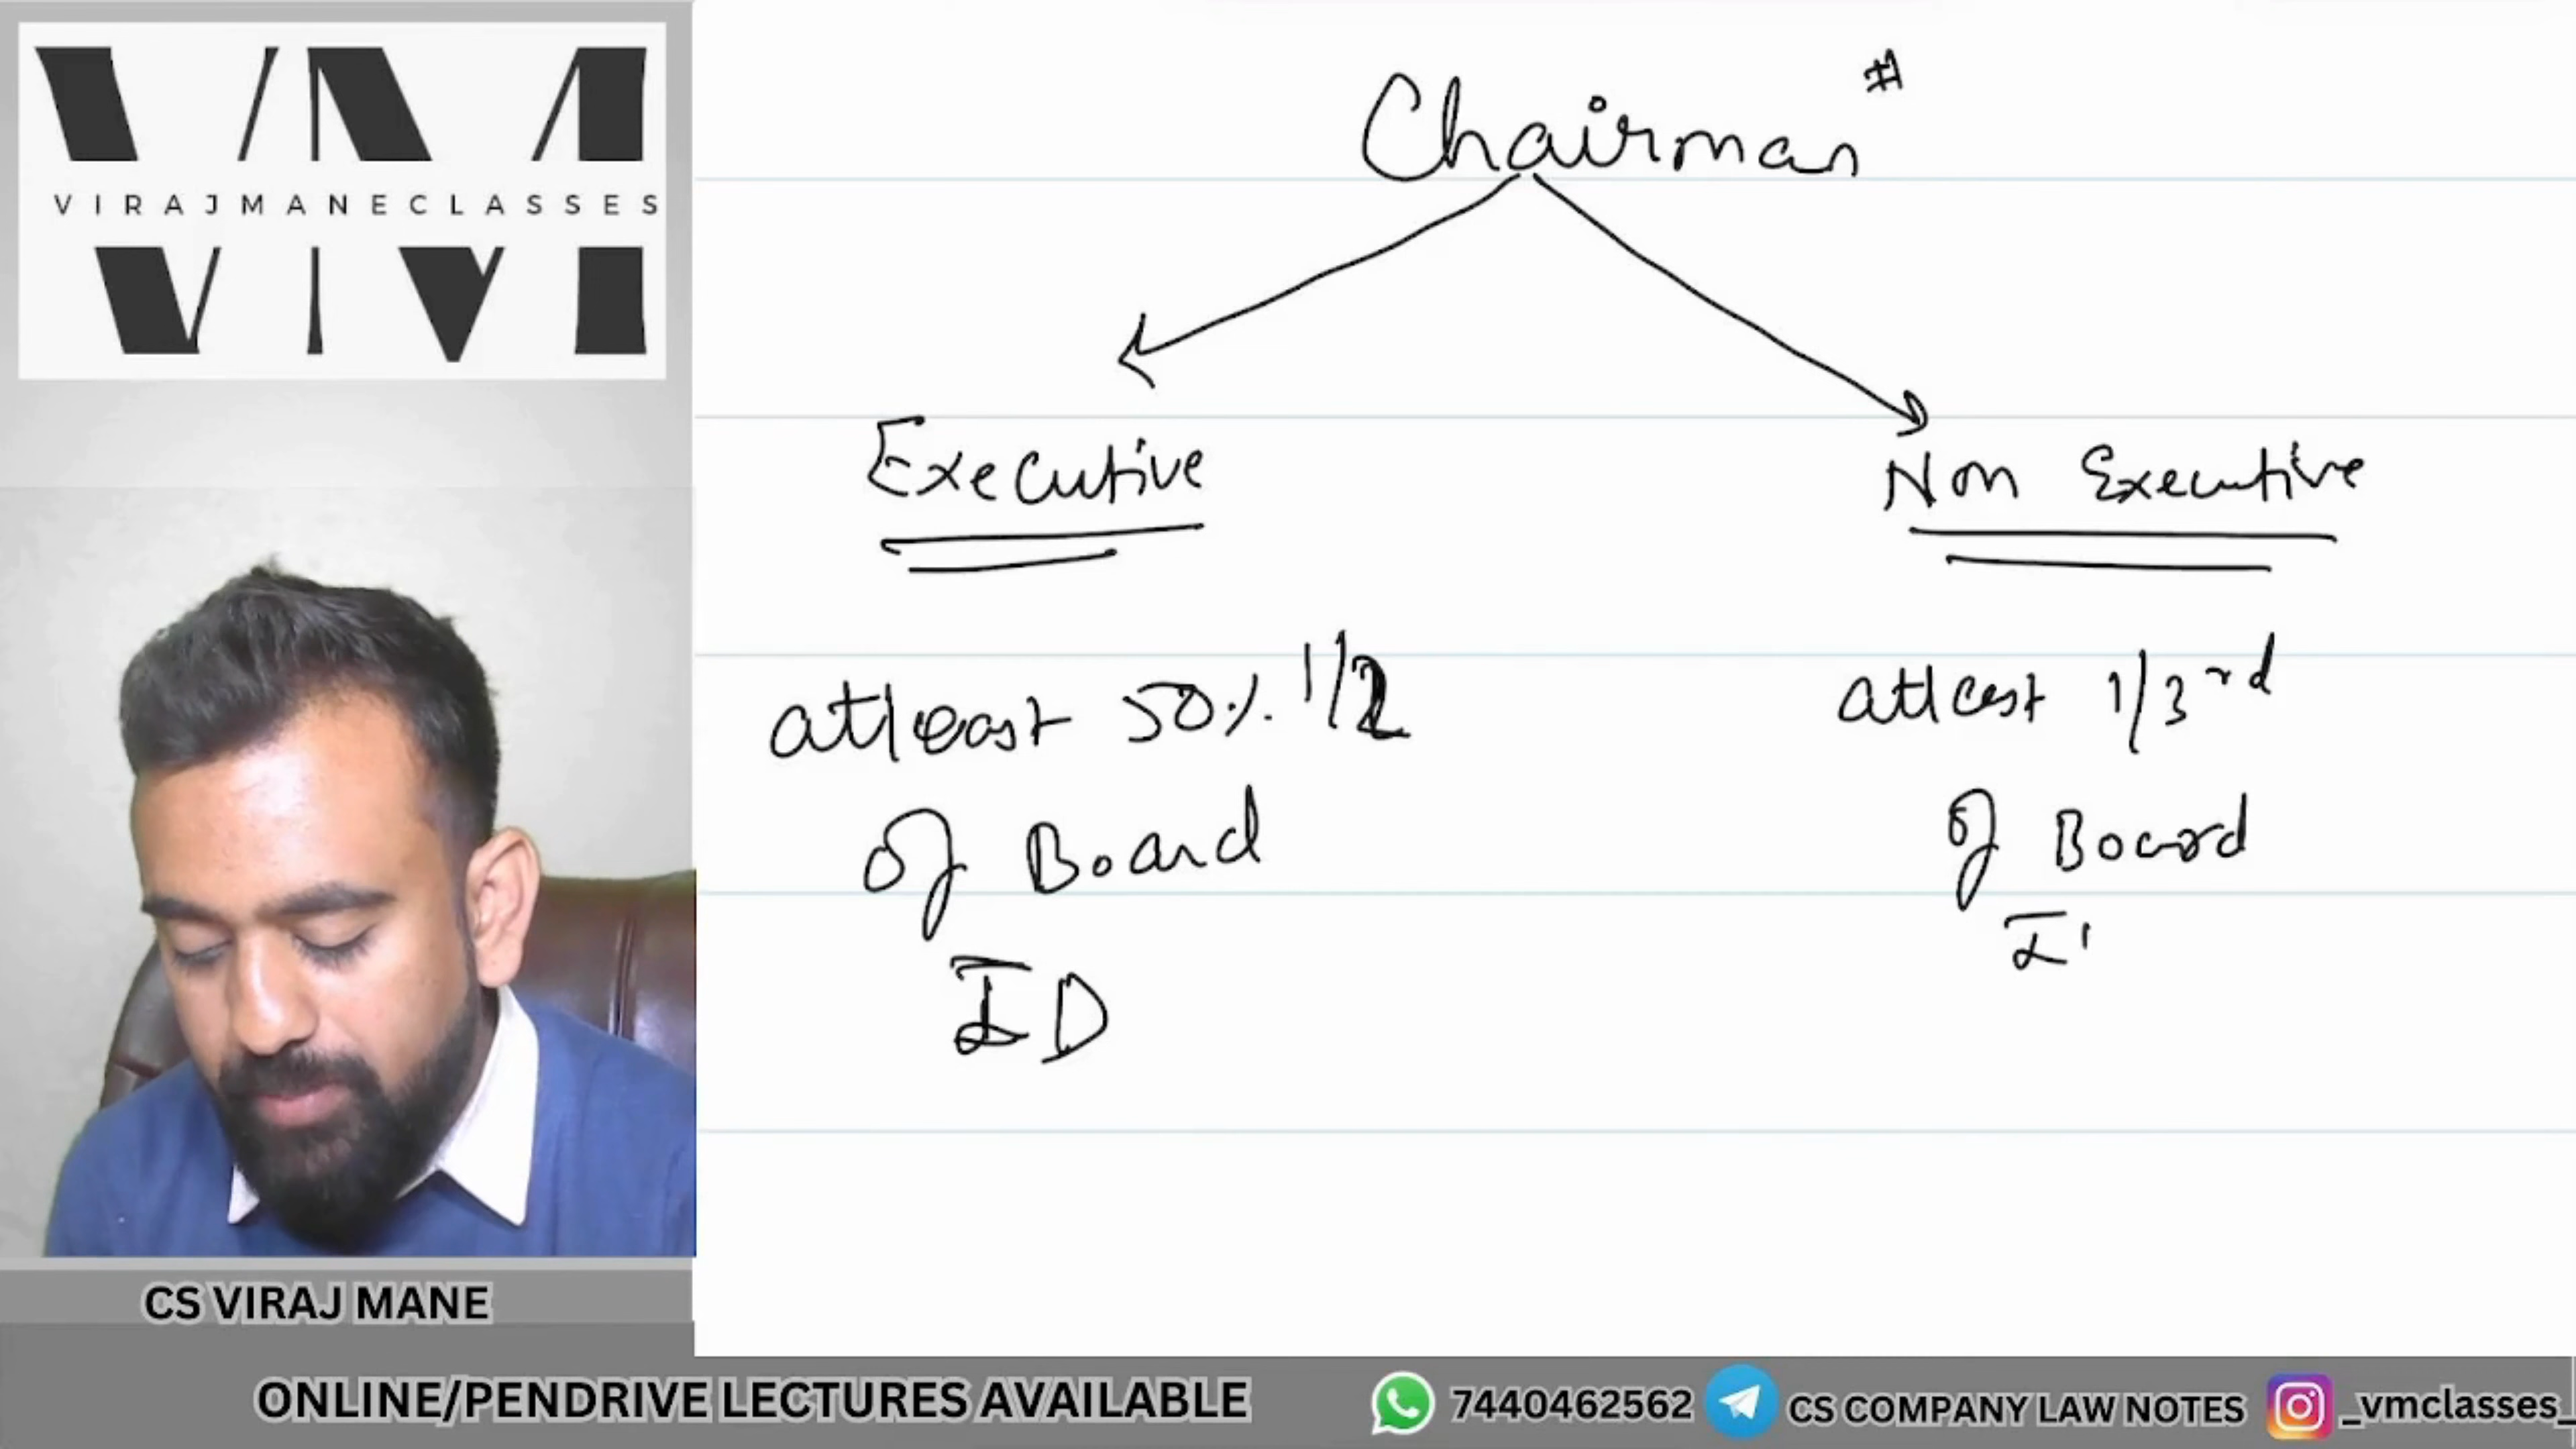 VIRAJMANECLASSES
Chairman #
Executive
Non Executive
atleast 50% 1/2
of Board
ID
atleast 1/3rd
of Board
I
CS VIRAJ MANE
ONLINE/PENDRIVE LECTURES AVAILABLE
7440462562
CS COMPANY LAW NOTES
_vmclasses_